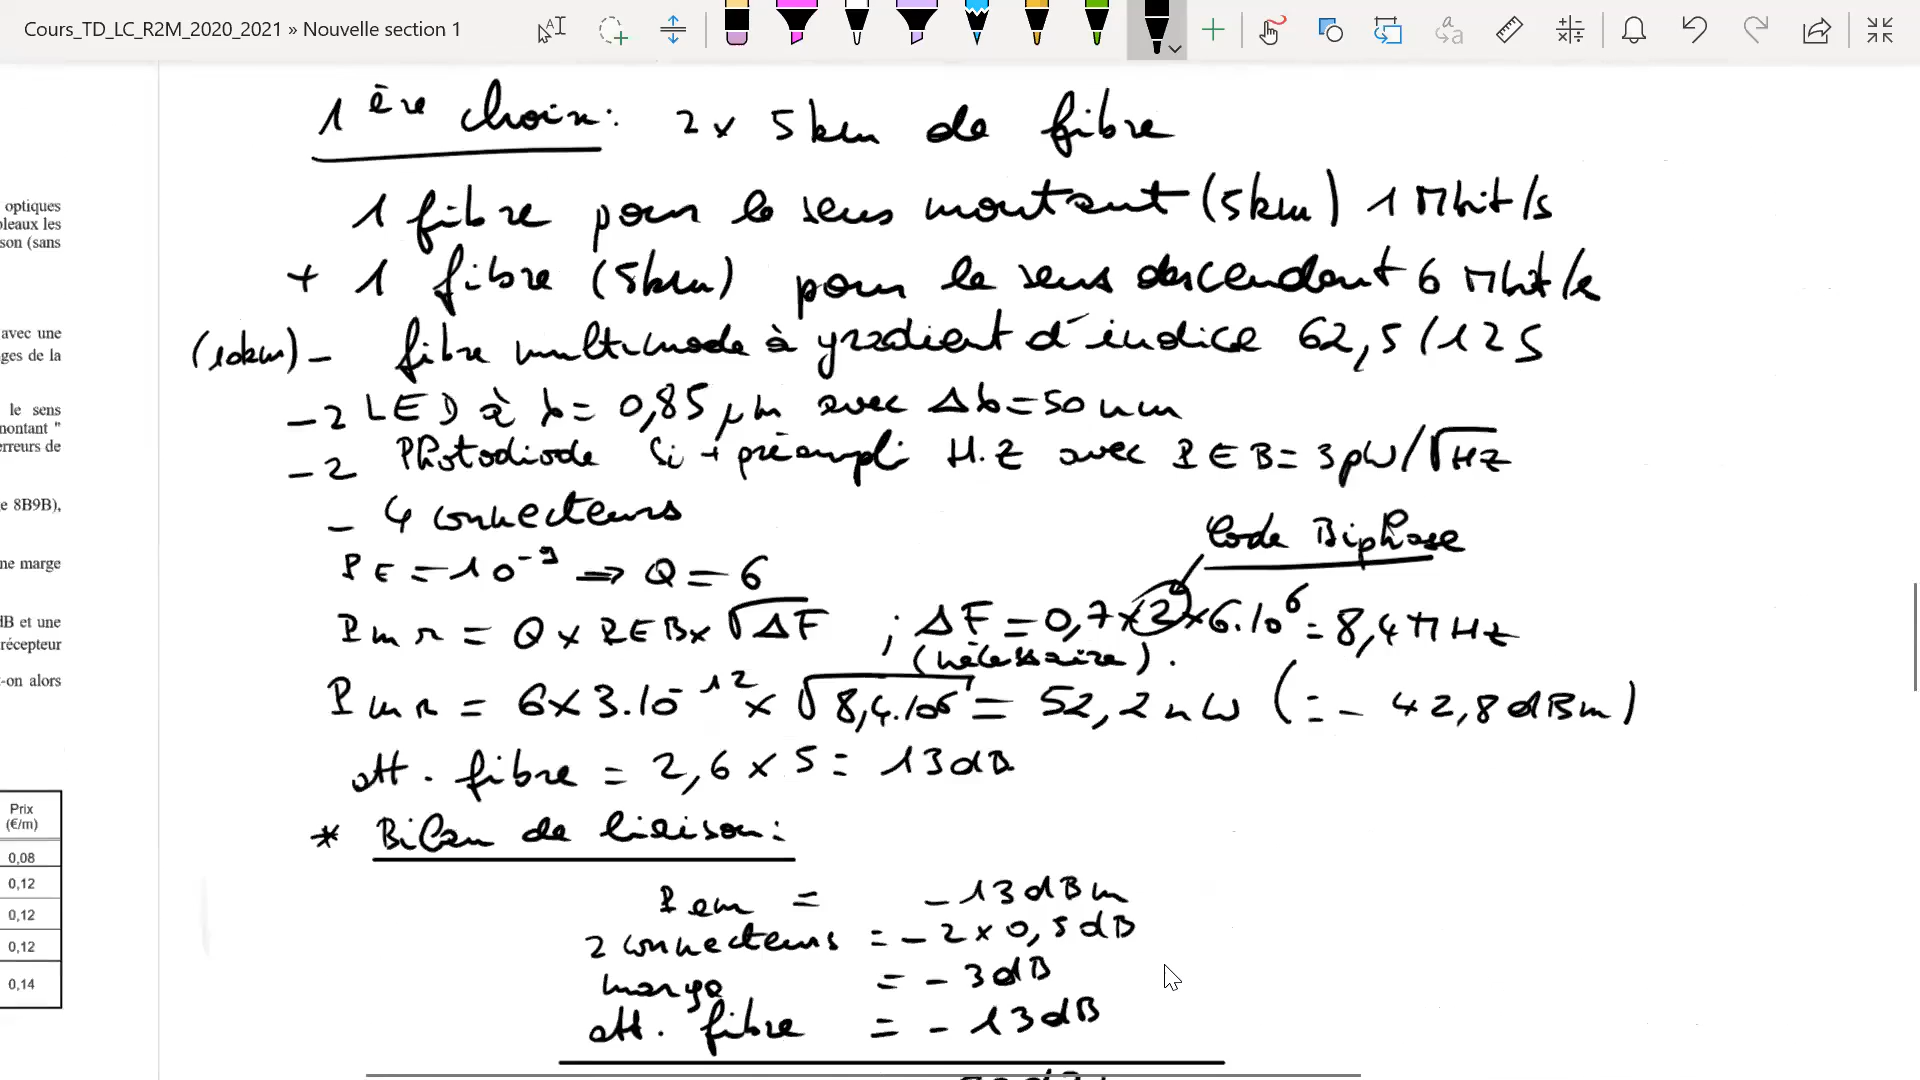 Cours_TD_LC_R2M_2020_2021 » Nouvelle section 1
optiques
leaux les
son (sans
avec une
ges de la
le sens
montant "
erreurs de
e 8B9B),
ne marge
dB et une
récepteur
-on alors
Prix
(€/m)
0,08
0,12
0,12
0,12
0,14
1ère choix: 2 x 5km de fibre
1 fibre pour le sens montant (5km) 1 Mbit/s
+ 1 fibre (5km) pour le sens descendant 6 Mbit/s
(10km) - fibre multimode à gradient d'indice 62,5/125
- 2 LED à λ = 0,85 μm avec Δλ = 50 nm
- 2 Photodiode Si + préampli H.Z avec PEB = 3pW/√Hz
- 4 connecteurs
Code Biphase
PE = 10⁻⁹ ⇒ Q = 6
Pmr = Q x PEB x √ΔF ; ΔF = 0,7 x 2 x 6.10⁶ = 8,4 MHz
(nécessaire).
Pmr = 6 x 3.10⁻¹² x √8,4.10⁶ = 52,2 nW (= - 42,8 dBm)
att. fibre = 2,6 x 5 = 13 dB
* Bilan de liaison:
Pem = - 13 dBm
2 connecteurs = - 2 x 0,5 dB
marge = - 3 dB
att. fibre = - 13 dB